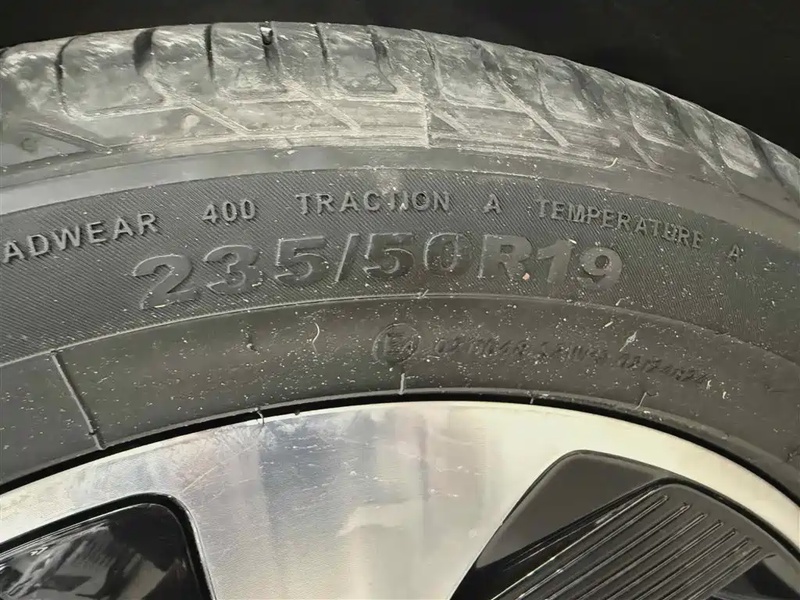 ADWEAR 400 TRACTION A TEMPERATURE A
235/50R19